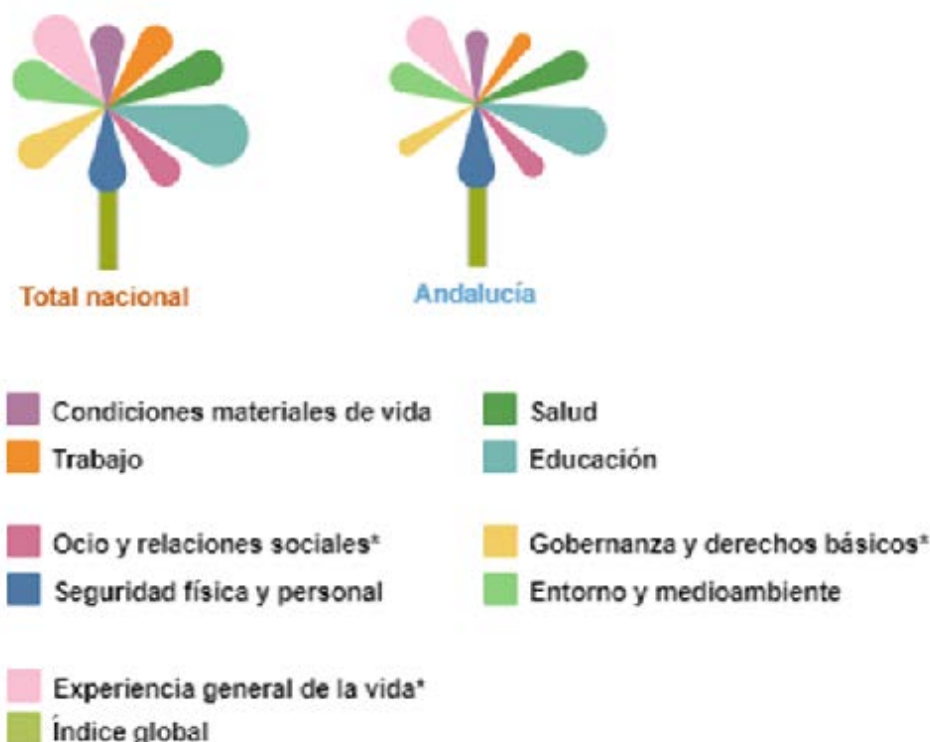 Total nacional
Andalucía
Condiciones materiales de vida
Salud
Trabajo
Educación
Ocio y relaciones sociales*
Gobernanza y derechos básicos*
Seguridad física y personal
Entorno y medioambiente
Experiencia general de la vida*
Índice global